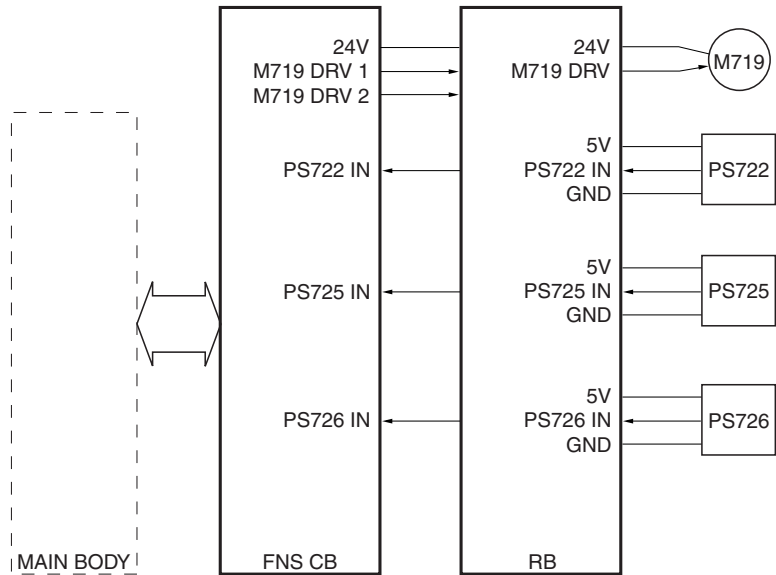 24V
M719 DRV 1
M719 DRV 2
PS722 IN
PS725 IN
PS726 IN
24V
M719 DRV
5V
PS722 IN
GND
5V
PS725 IN
GND
5V
PS726 IN
GND
M719
PS722
PS725
PS726
MAIN BODY
FNS CB
RB